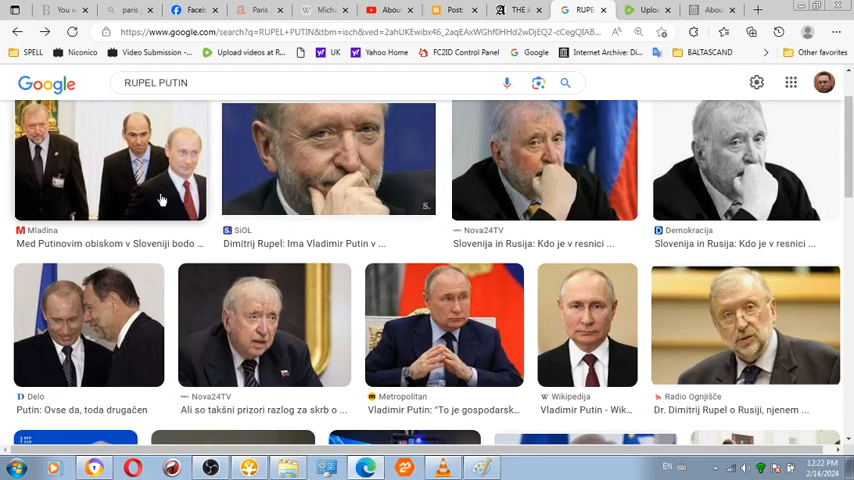 You w
paris
Faceb
Paris
Micha
Abou
Post:
THE A
RUPE
Uploa
Abou
https://www.google.com/search?q=RUPEL+PUTIN&tbm=isch&ved=2ahUKEwibx46_2aqEAxWGhf0HHd2wDjEQ2-cCegQIAB...
SPELL
Niconico
Video Submission -...
Upload videos at R...
UK
Yahoo Home
FC2ID Control Panel
Google
Internet Archive: Di...
BALTASCAND
Other favorites
Google
RUPEL PUTIN
s.
Mladina
SiOL
Nova24TV
Demokracija
Med Putinovim obiskom v Sloveniji bodo ...
Dimitrij Rupel: Ima Vladimir Putin v ...
Slovenija in Rusija: Kdo je v resnici ...
Slovenija in Rusija: Kdo je v resnici ...
Delo
Nova24TV
Metropolitan
Wikipedija
Radio Ognjišče
Putin: Ovse da, toda drugačen
Ali so takšni prizori razlog za skrb o ...
Vladimir Putin: "To je gospodarsk...
Vladimir Putin - Wik...
Dr. Dimitrij Rupel o Rusiji, njenem ...
EN
12:22 PM
2/14/2024